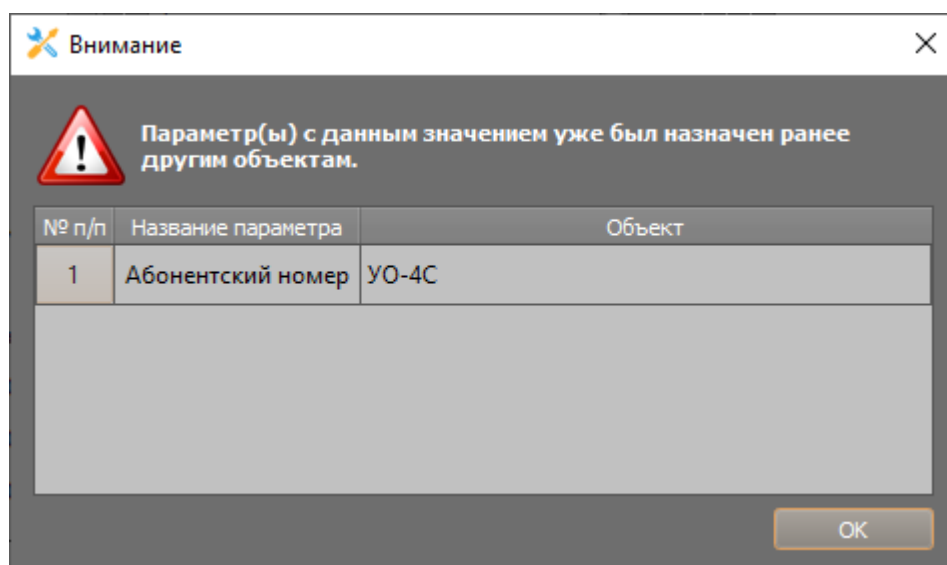 Внимание
Параметр(ы) с данным значением уже был назначен ранее
другим объектам.
№ п/п Название параметра Объект
1 Абонентский номер УО-4С
ОК